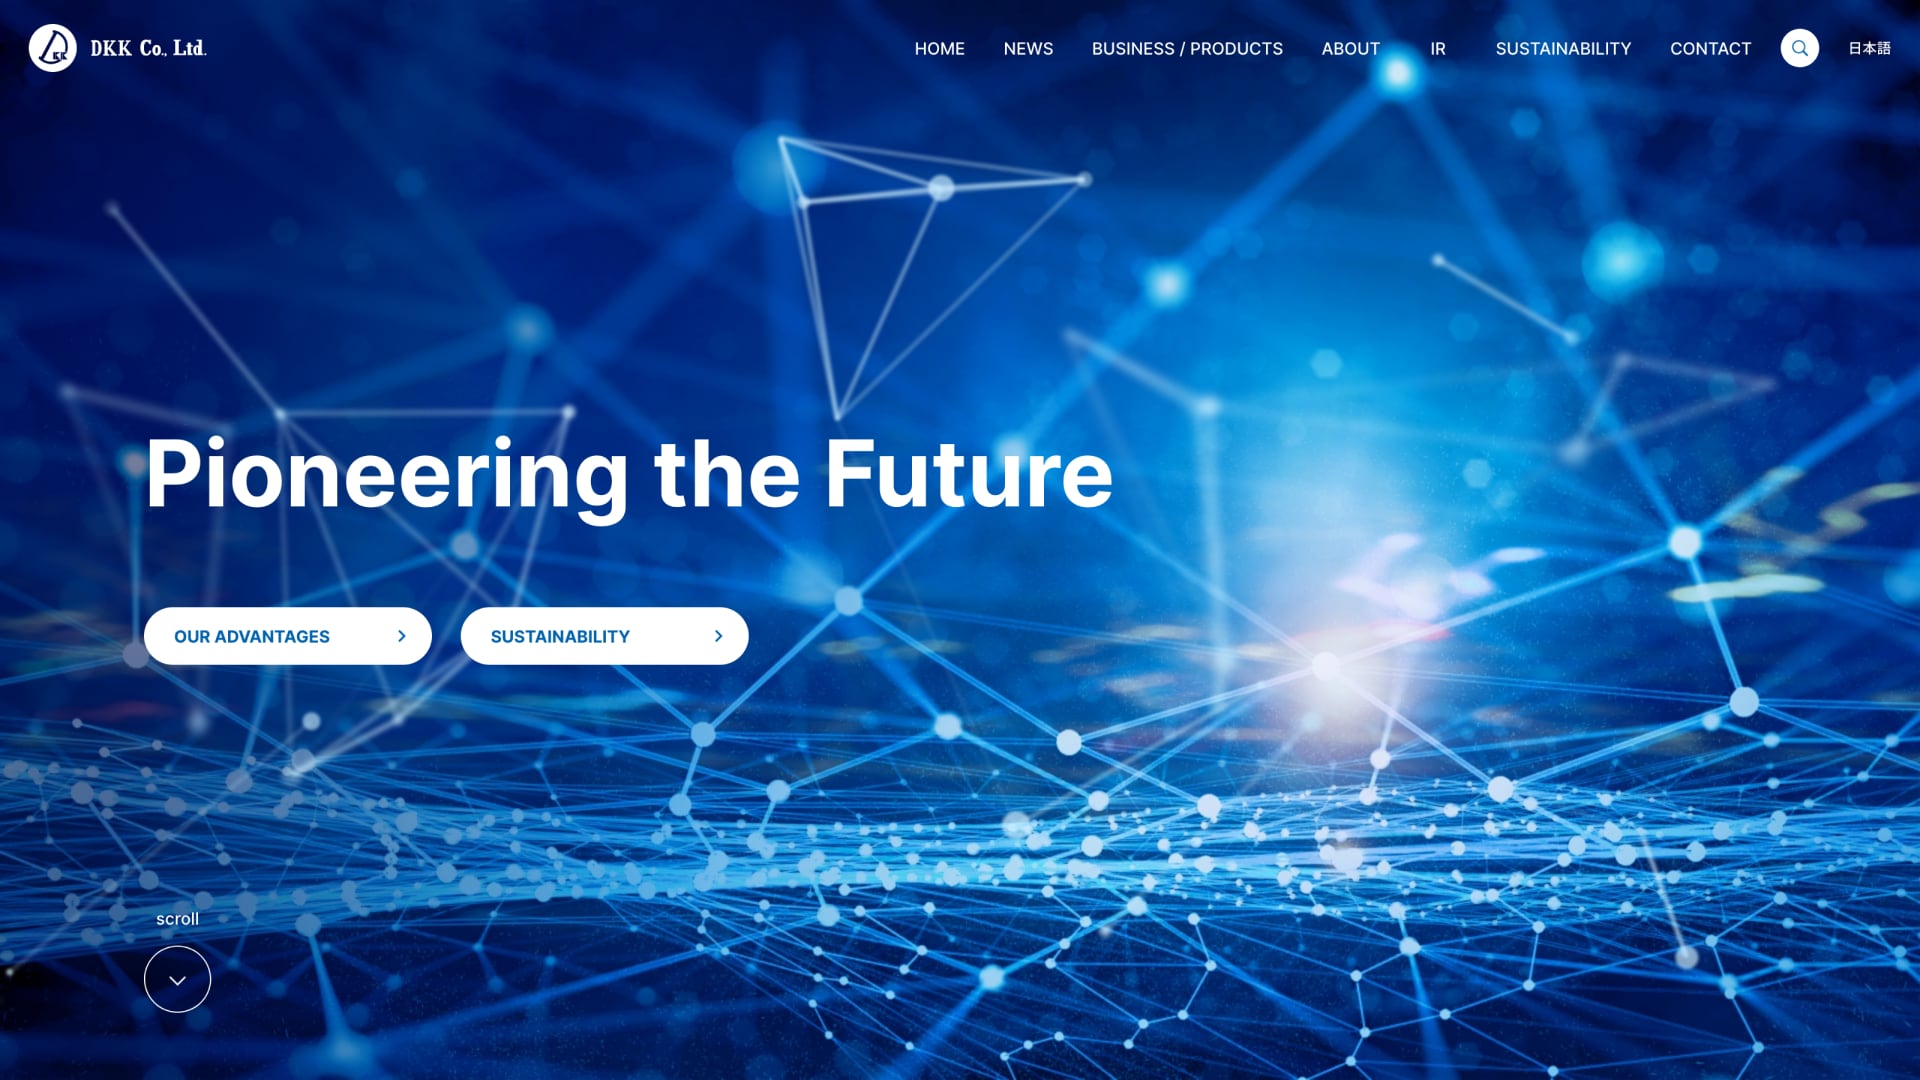 DKK Co., Ltd.
HOME NEWS BUSINESS / PRODUCTS ABOUT IR SUSTAINABILITY CONTACT 日本語
Pioneering the Future
OUR ADVANTAGES
SUSTAINABILITY
scroll